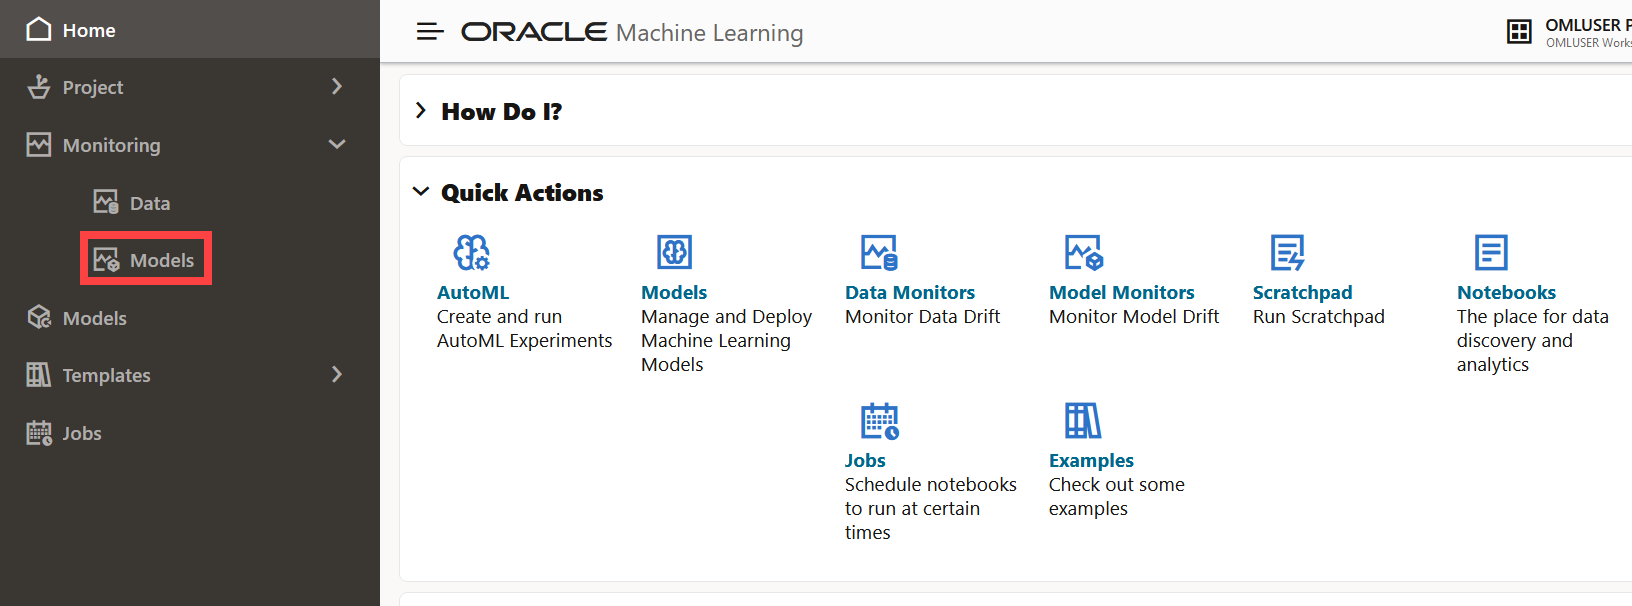 Home
Project
Monitoring
Data
Models
Models
Templates
Jobs
ORACLE Machine Learning
OMLUSER P
OMLUSER Works
How Do I?
Quick Actions
AutoML
Create and run
AutoML Experiments
Models
Manage and Deploy
Machine Learning
Models
Data Monitors
Monitor Data Drift
Model Monitors
Monitor Model Drift
Scratchpad
Run Scratchpad
Notebooks
The place for data
discovery and
analytics
Jobs
Schedule notebooks
to run at certain
times
Examples
Check out some
examples